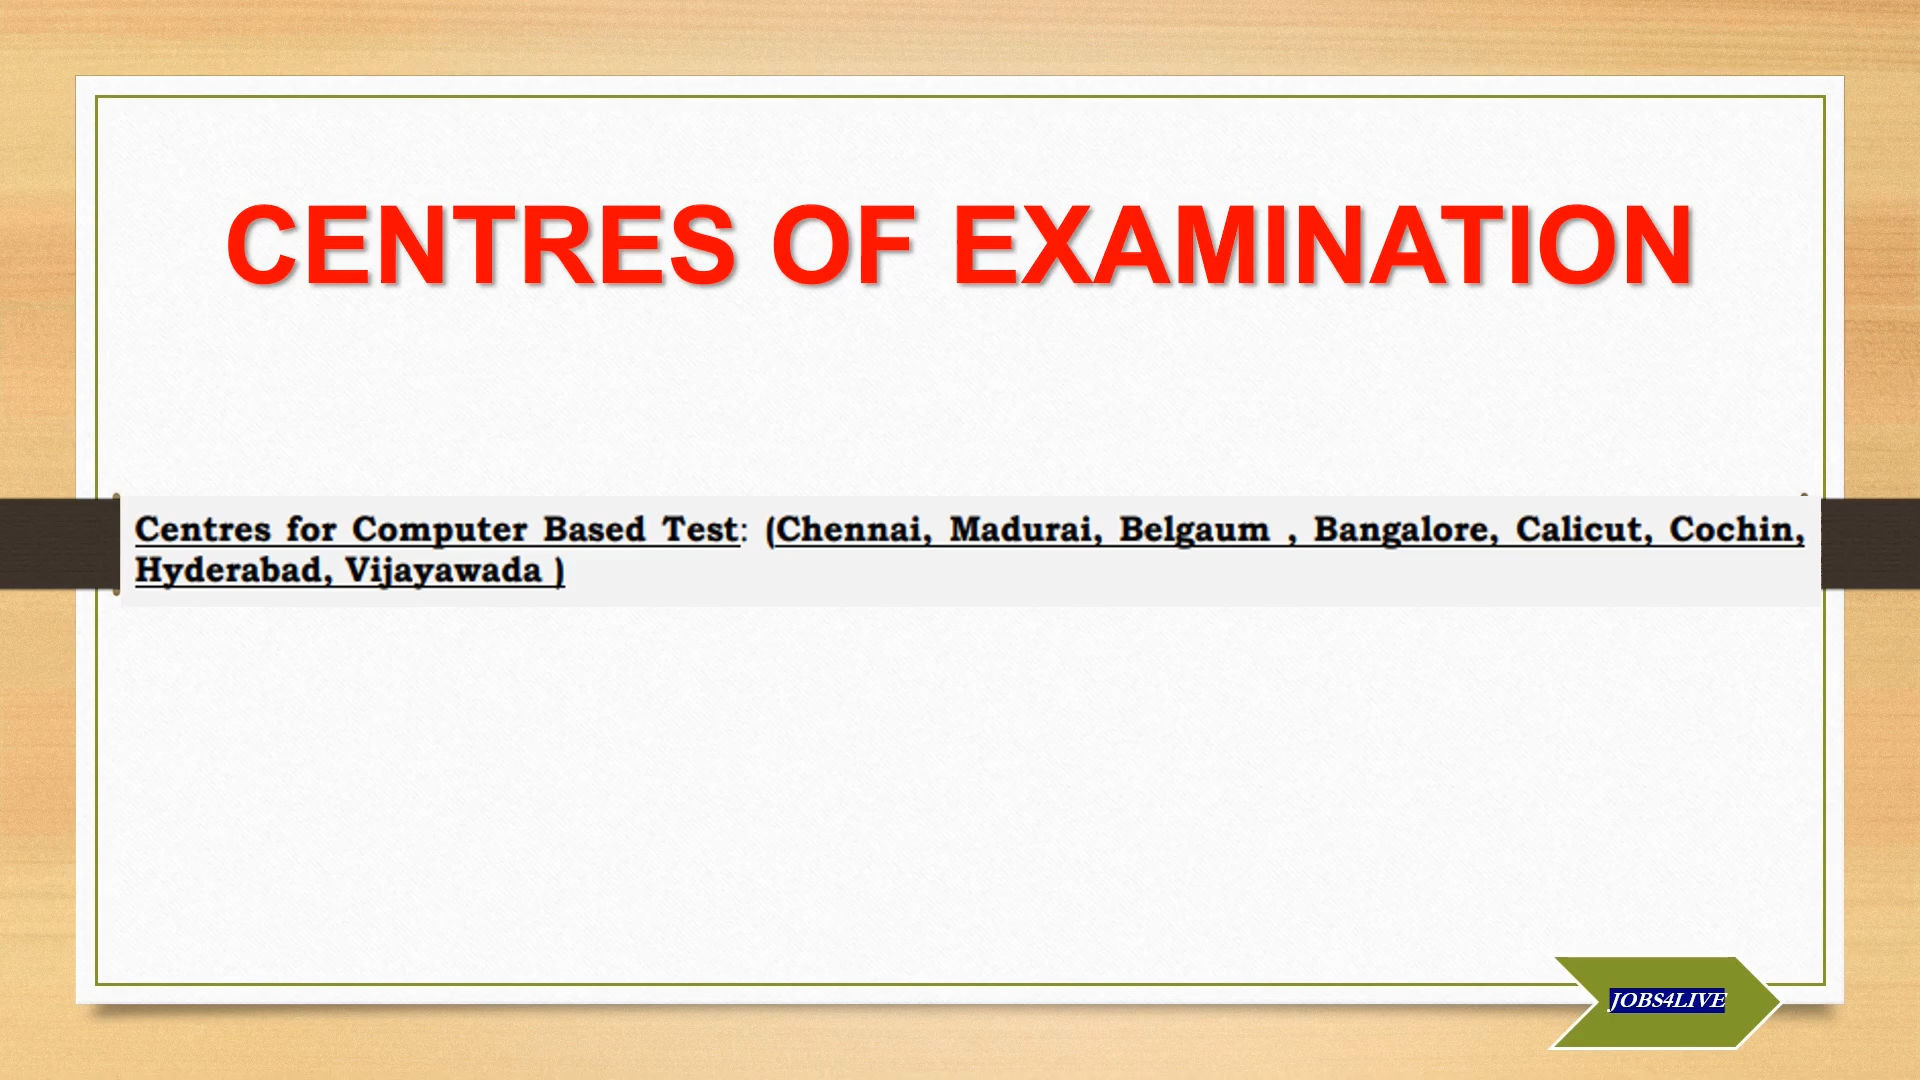 CENTRES OF EXAMINATION
Centres for Computer Based Test: (Chennai, Madurai, Belgaum , Bangalore, Calicut, Cochin,
Hyderabad, Vijayawada )
JOBS4LIVE